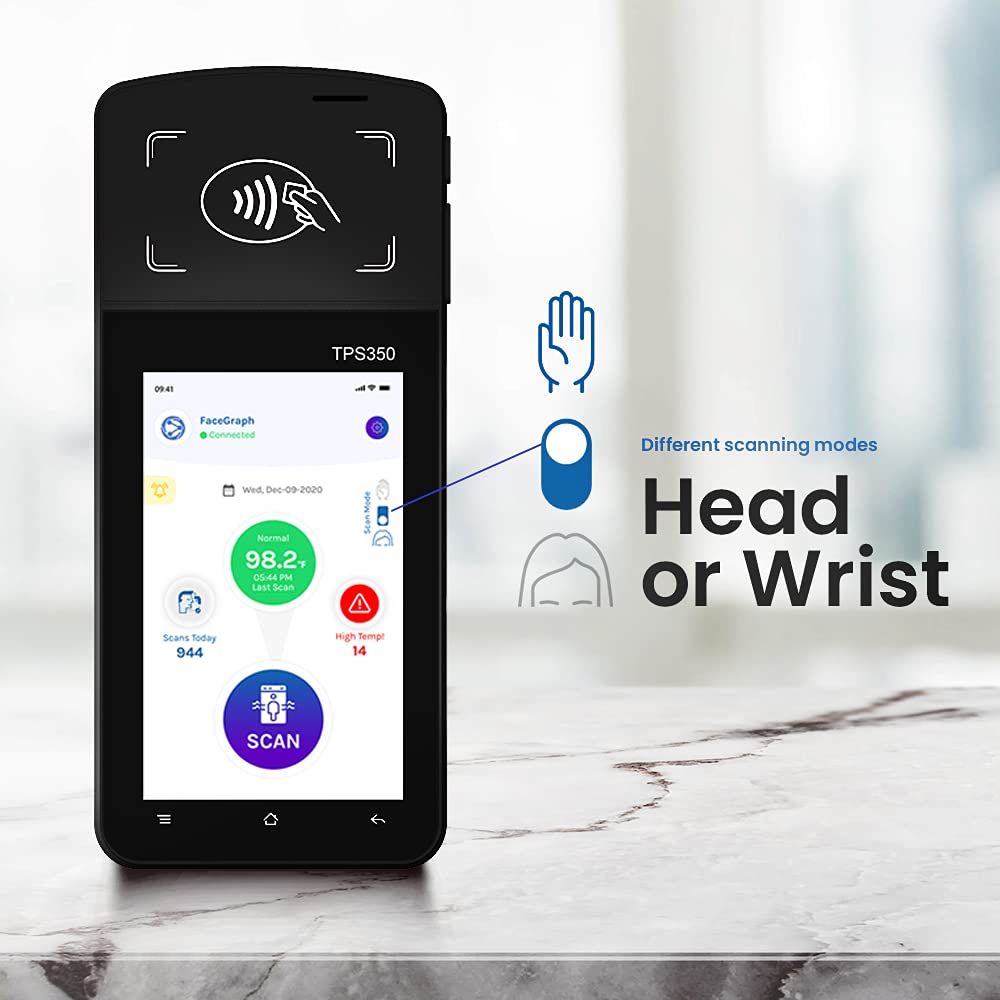 TPS350
09:41
FaceGraph
Connected
Wed, Dec-09-2020
Scan Mode
Normal
98.2°F
05:44 PM
Last Scan
Scans Today
944
High Temp!
14
SCAN
Different scanning modes
Head
or Wrist